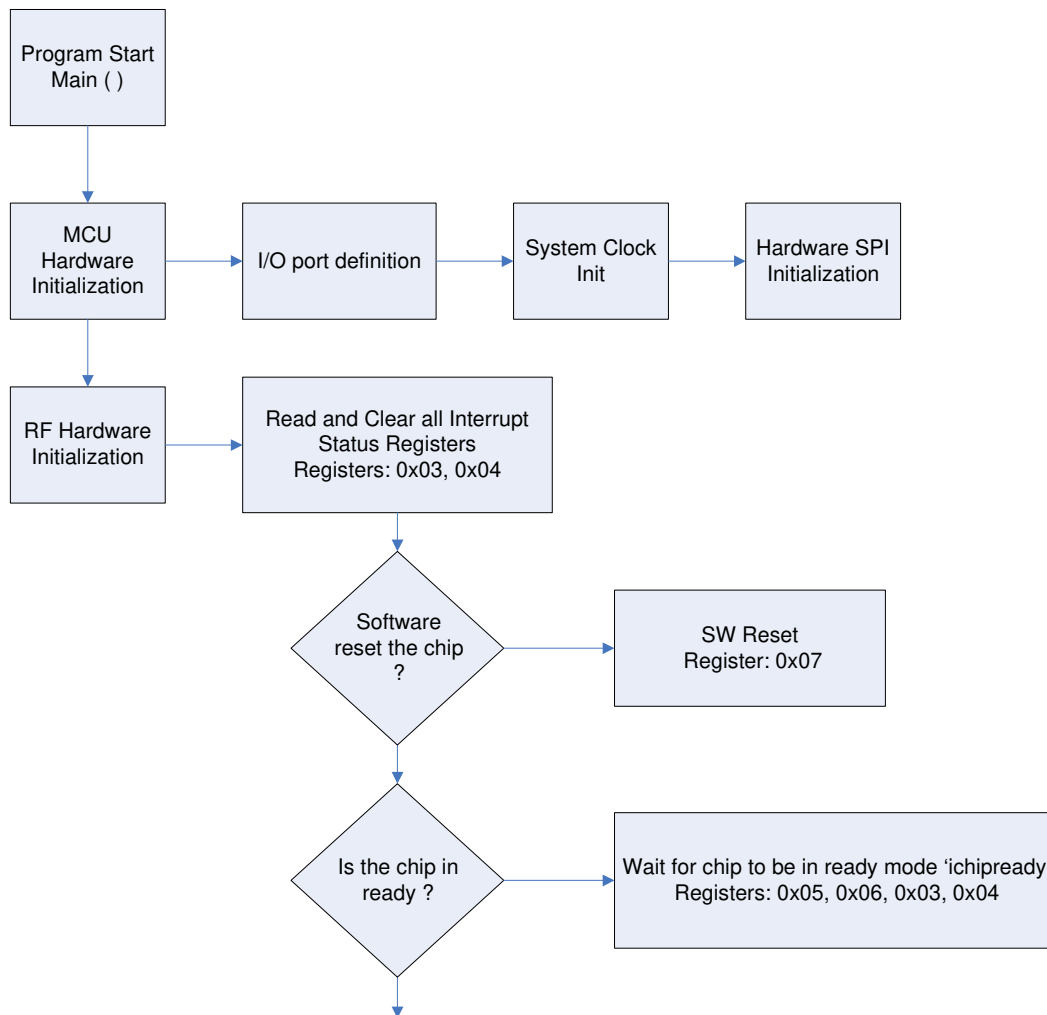 Program Start
Main ( )
MCU
Hardware
Initialization
I/O port definition
System Clock
Init
Hardware SPI
Initialization
RF Hardware
Initialization
Read and Clear all Interrupt
Status Registers
Registers: 0x03, 0x04
Software
reset the chip
?
SW Reset
Register: 0x07
Is the chip in
ready ?
Wait for chip to be in ready mode ‘ichipready
Registers: 0x05, 0x06, 0x03, 0x04